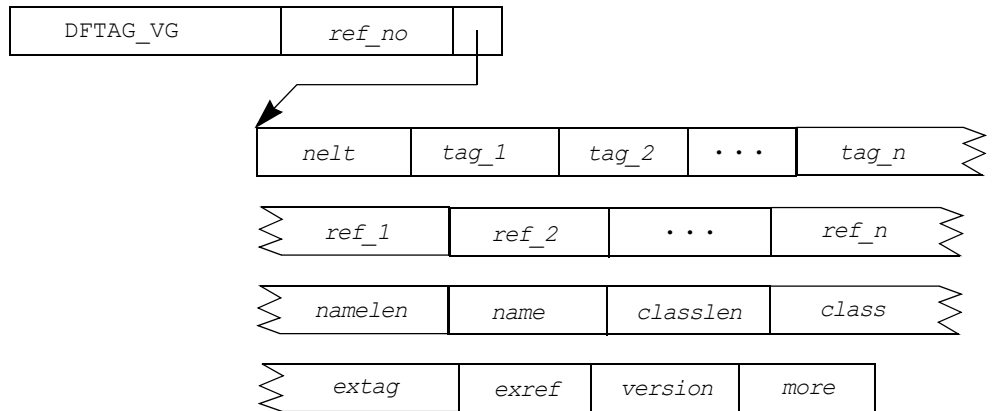 DFTAG_VG ref_no
nelt tag_1 tag_2 ... tag_n
ref_1 ref_2 ... ref_n
namelen name classlen class
extag exref version more